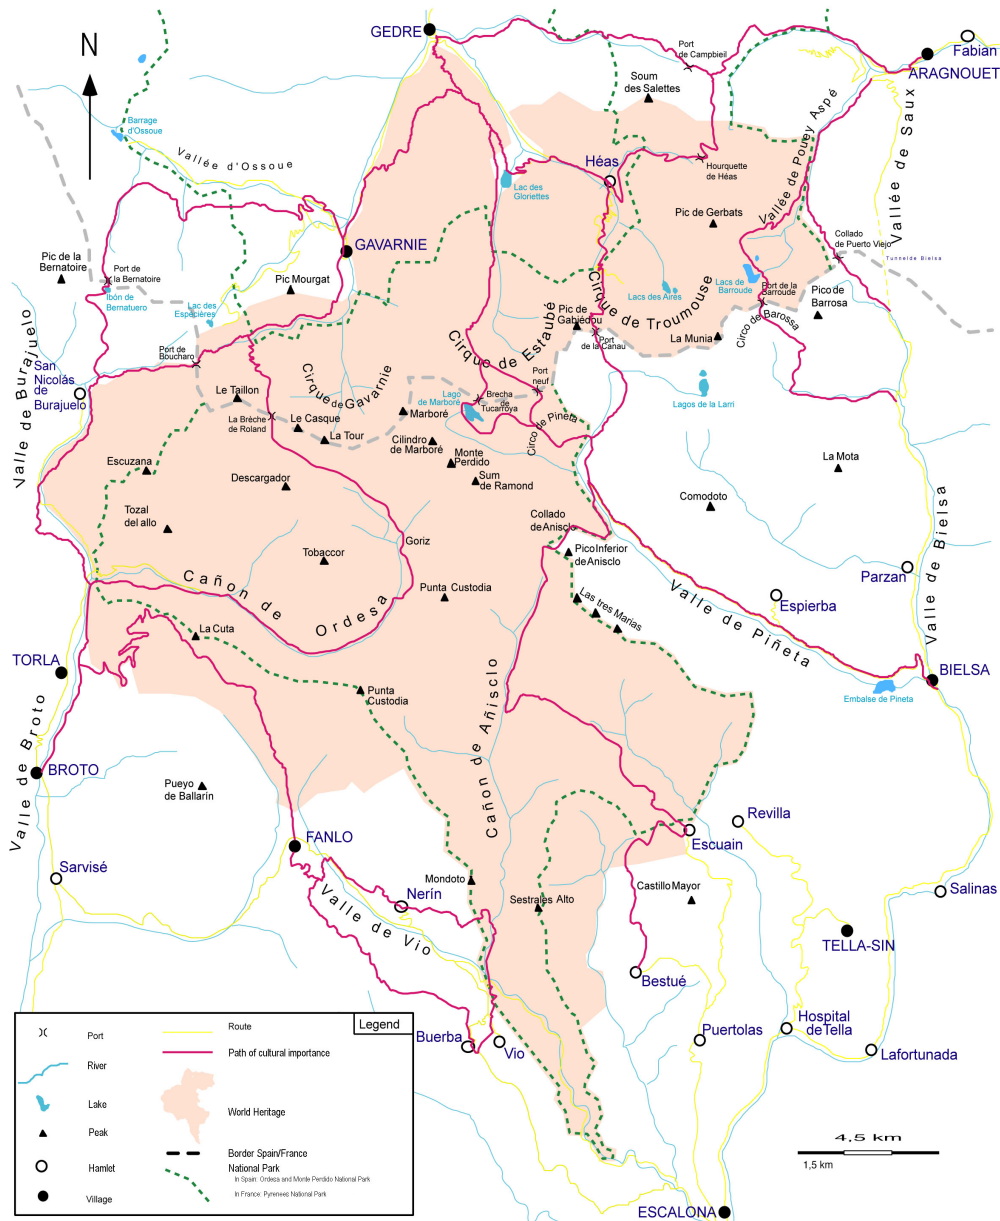 N
GEDRE
Port
de Campbieil
Fabian
ARAGNOUET
Soum
des Salettes
Barrage
d'Ossoue
Vallée d'Ossoue
Vallée de Pouey Aspé
Vallée de Saux
Héas
Hourquette
de Héas
Lac des
Gloriettes
Pic de Gerbats
GAVARNIE
Collado
de Puerto Viejo
Tunnelde Bielsa
Pic de la
Bernatoire
Port de
la Bernatoire
Pic Mourgat
Ibón de
Bernatuero
Lac des
Especières
Lacs des Aires
Lacs de
Barroude
Port de la
Barroude
Pico de
Barrosa
Cirque de Troumouse
Pic de
Gabiédou
Port
de la Canau
La Munia
Circo de Barossa
Cirque de Estaubé
Valle de Burajuelo
Port de
Boucharo
San
Nicolás
de
Burajuelo
Cirque de Gavarnie
Port
neuf
Le Taillon
Lago
de Marboré
Brecha
de
Tucarroya
Lagos de la Larri
La Brèche
de Roland
Le Casque
La Tour
Marboré
Circo de Pineta
Cilindro
de Marboré
Monte
Perdido
Sum
de Ramond
Escuzana
Descargador
La Mota
Comodoto
Tozal
del allo
Collado
de Anisclo
Goriz
Tobaccor
Pico Inferior
de Anisclo
Valle de Bielsa
Parzan
Cañon de Ordesa
Punta Custodia
Las tres Marias
Espierba
Valle de Piñeta
La Cuta
TORLA
BIELSA
Embalse de Pineta
Punta
Custodia
Cañon de Añisclo
Valle de Broto
BROTO
Pueyo
de Ballarín
Revilla
FANLO
Escuain
Sarvisé
Mondoto
Nerín
Castillo Mayor
Salinas
Sestrales Alto
Valle de Vio
TELLA-SIN
Bestué
Buerba
Vio
Puertolas
Hospital
de Tella
Lafortunada
ESCALONA
4,5 km
1,5 km
Legend
Port
River
Lake
Peak
Hamlet
Village
Route
Path of cultural importance
World Heritage
Border Spain/France
National Park
In Spain: Ordesa and Monte Perdido National Park
In France: Pyrenees National Park